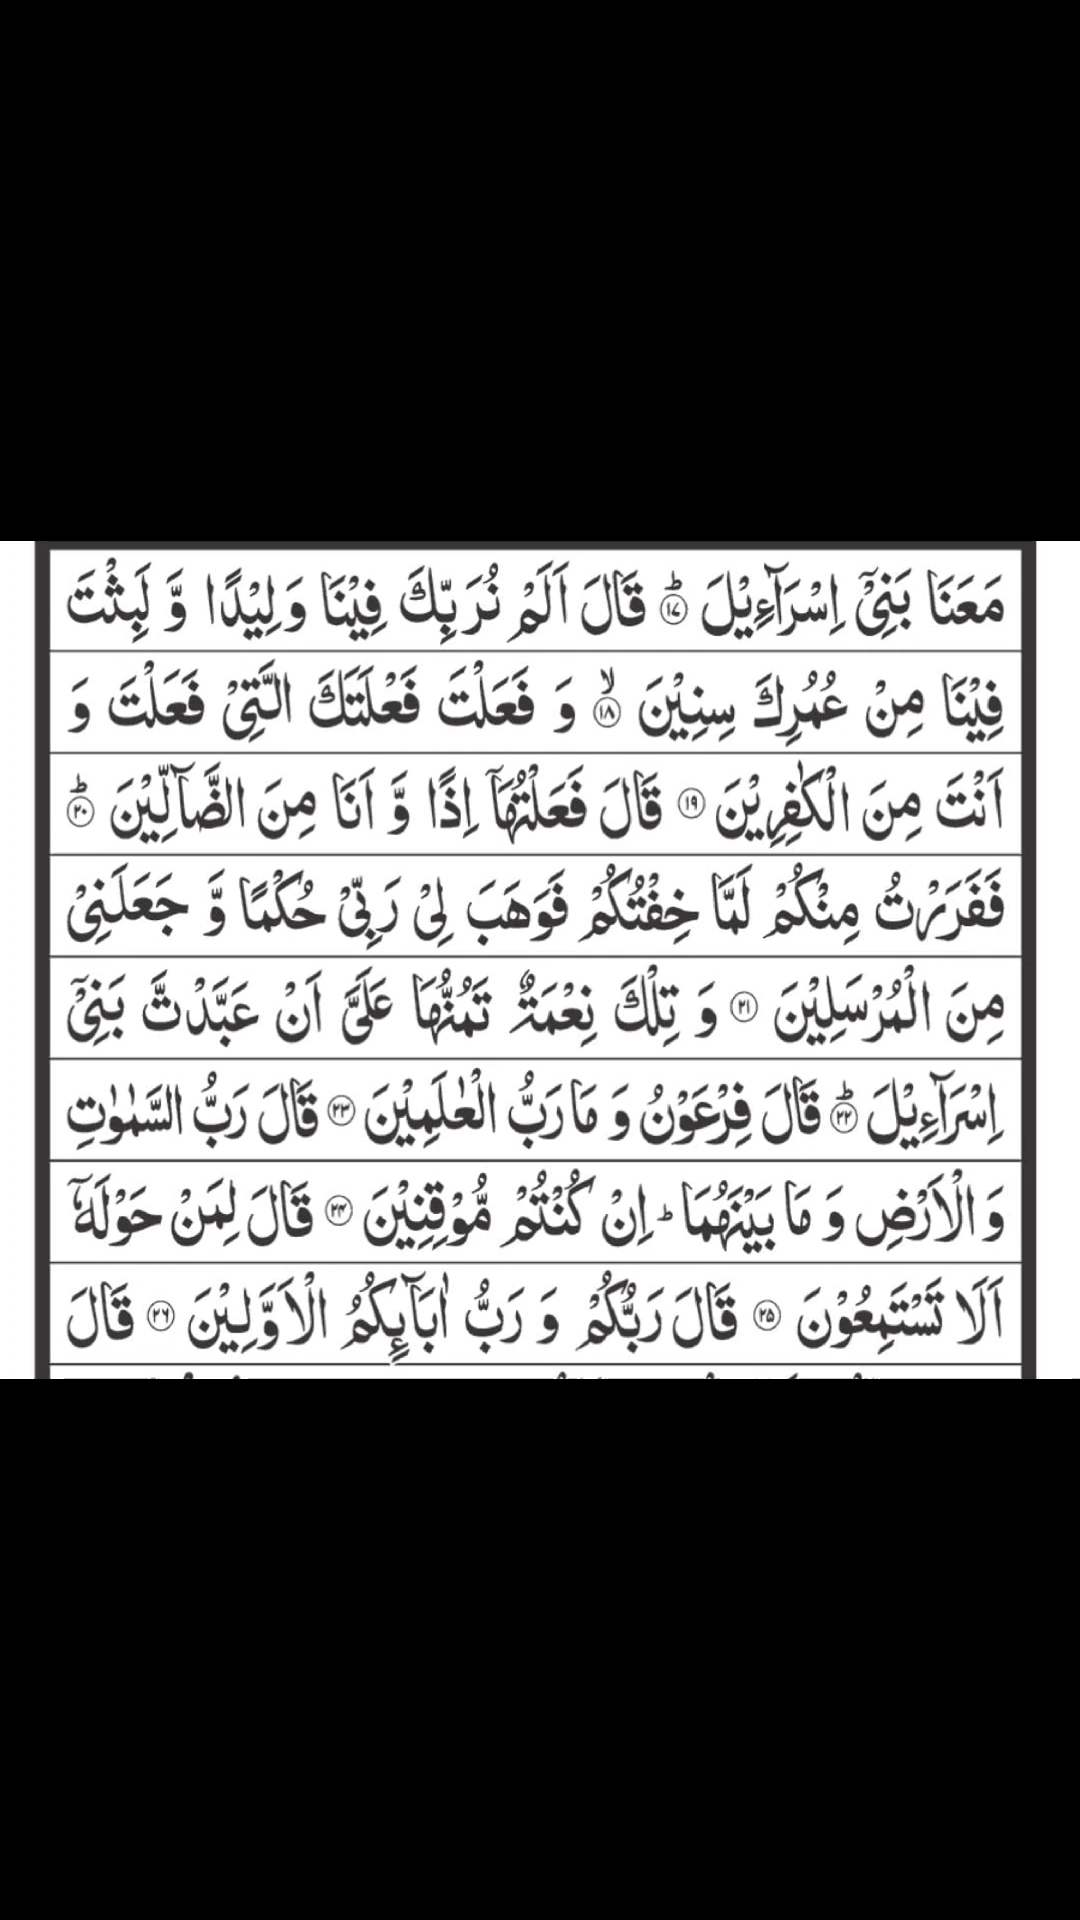 مَعَنَا بَنِیْۤ اِسْرَآءِیْلَ ؕ﴿۱۷﴾ قَالَ اَلَمْ نُرَبِّكَ فِیْنَا وَلِیْدًا وَّ لَبِثْتَ
فِیْنَا مِنْ عُمُرِكَ سِنِیْنَ ۙ﴿۱۸﴾ وَ فَعَلْتَ فَعْلَتَكَ الَّتِیْ فَعَلْتَ وَ
اَنْتَ مِنَ الْكٰفِرِیْنَ ﴿۱۹﴾ قَالَ فَعَلْتُهَاۤ اِذًا وَّ اَنَا مِنَ الضَّآلِّیْنَ ؕ﴿۲۰﴾
فَفَرَرْتُ مِنْكُمْ لَمَّا خِفْتُكُمْ فَوَهَبَ لِیْ رَبِّیْ حُكْمًا وَّ جَعَلَنِیْ
مِنَ الْمُرْسَلِیْنَ ﴿۲۱﴾ وَ تِلْكَ نِعْمَةٌ تَمُنُّهَا عَلَیَّ اَنْ عَبَّدْتَّ بَنِیْۤ
اِسْرَآءِیْلَ ؕ﴿۲۲﴾ قَالَ فِرْعَوْنُ وَ مَا رَبُّ الْعٰلَمِیْنَ ﴿۲۳﴾ قَالَ رَبُّ السَّمٰوٰتِ
وَ الْاَرْضِ وَ مَا بَیْنَهُمَا ؕ اِنْ كُنْتُمْ مُّوْقِنِیْنَ ﴿۲۴﴾ قَالَ لِمَنْ حَوْلَهٗۤ
اَلَا تَسْتَمِعُوْنَ ﴿۲۵﴾ قَالَ رَبُّكُمْ وَ رَبُّ اٰبَآىِٕكُمُ الْاَوَّلِیْنَ ﴿۲۶﴾ قَالَ